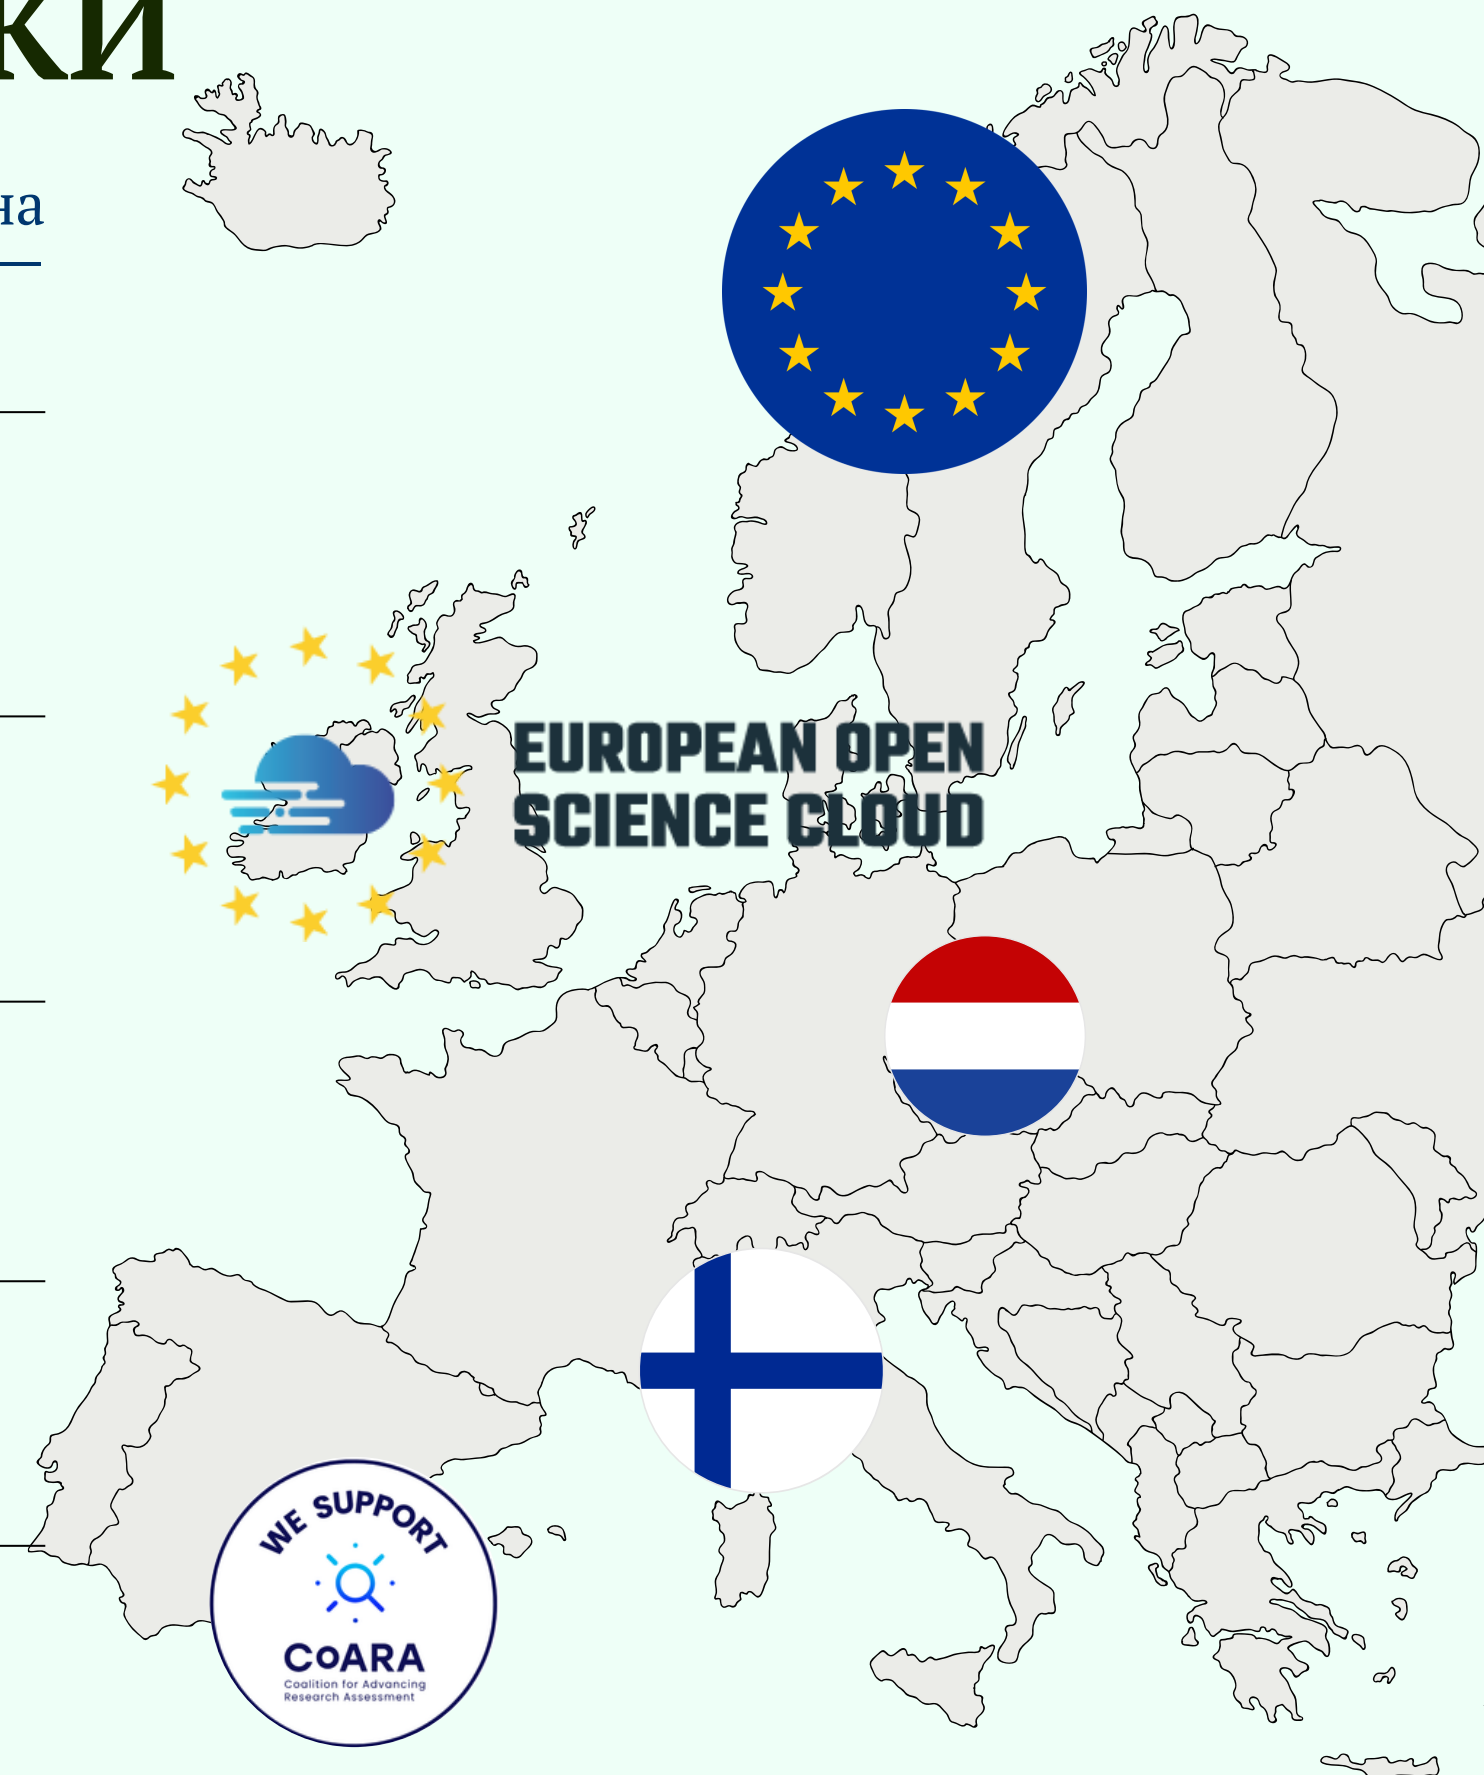 ки
на
EUROPEAN OPEN
SCIENCE CLOUD
WE SUPPORT
CoARA
Coalition for Advancing
Research Assessment